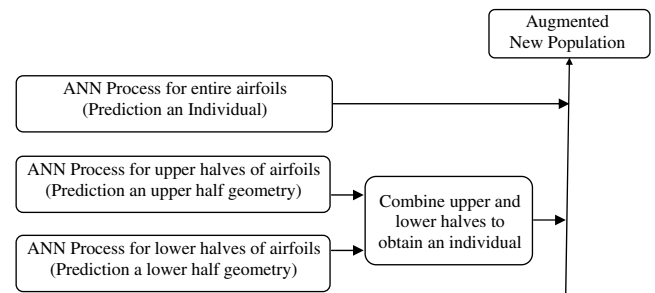 Augmented
New Population
ANN Process for entire airfoils
(Prediction an Individual)
ANN Process for upper halves of airfoils
(Prediction an upper half geometry)
Combine upper and
lower halves to
obtain an individual
ANN Process for lower halves of airfoils
(Prediction a lower half geometry)